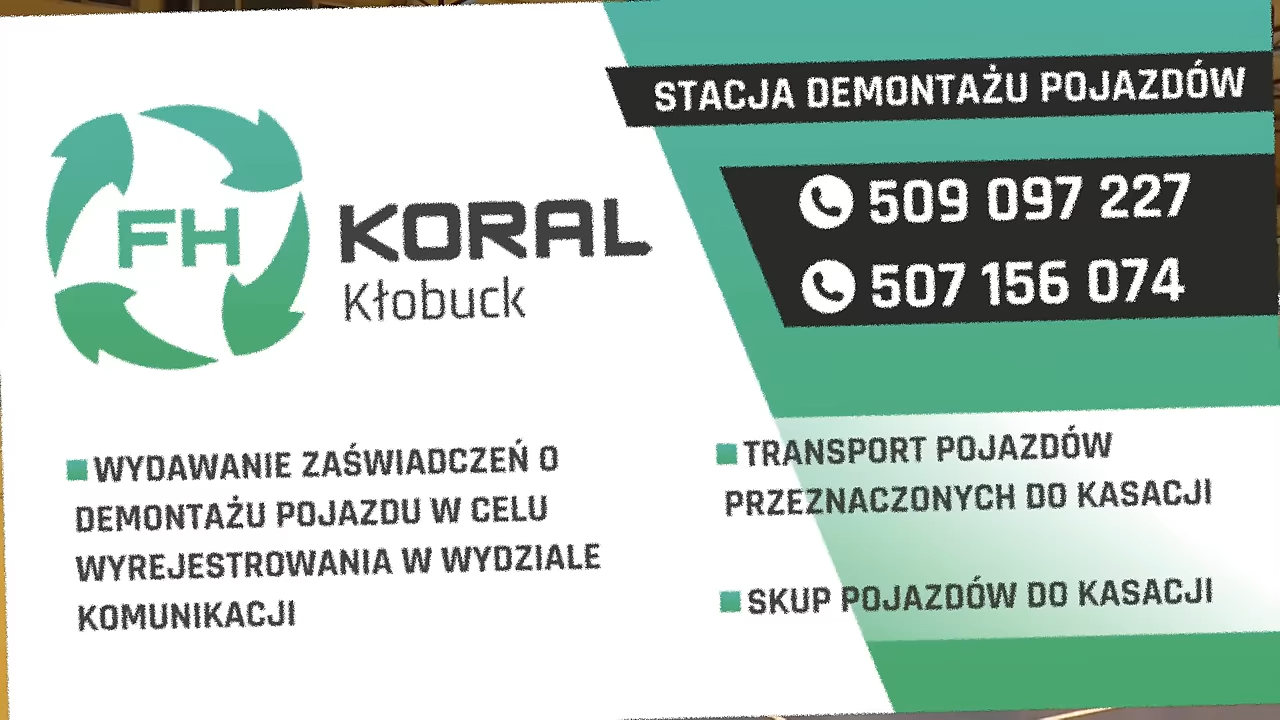 FH
KORAL
Kłobuck
STACJA DEMONTAŻU POJAZDÓW
509 097 227
507 156 074
WYDAWANIE ZAŚWIADCZEŃ O
DEMONTAŻU POJAZDU W CELU
WYREJESTROWANIA W WYDZIALE
KOMUNIKACJI
TRANSPORT POJAZDÓW
PRZEZNACZONYCH DO KASACJI
SKUP POJAZDÓW DO KASACJI